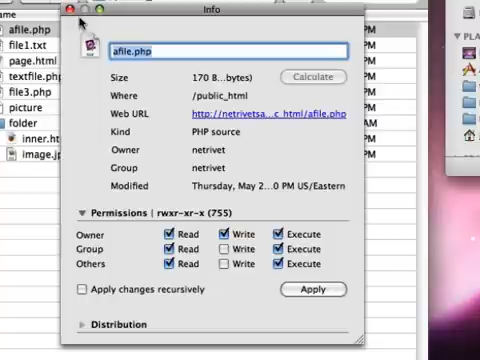 Info
ame
afile.php
file1.txt
page.html
textfile.php
file3.php
picture
folder
inner.ht
image.jp
afile.php
Size 170 B...bytes) Calculate
Where /public_html
Web URL http://netrivetsa...c_html/afile.php
Kind PHP source
Owner netrivet
Group netrivet
Modified Thursday, May 2...0 PM US/Eastern
Permissions | rwxr-xr-x (755)
Owner Read Write Execute
Group Read Write Execute
Others Read Write Execute
Apply changes recursively Apply
Distribution
PM
PM
PM
PM
PM
PM
PM
PLA